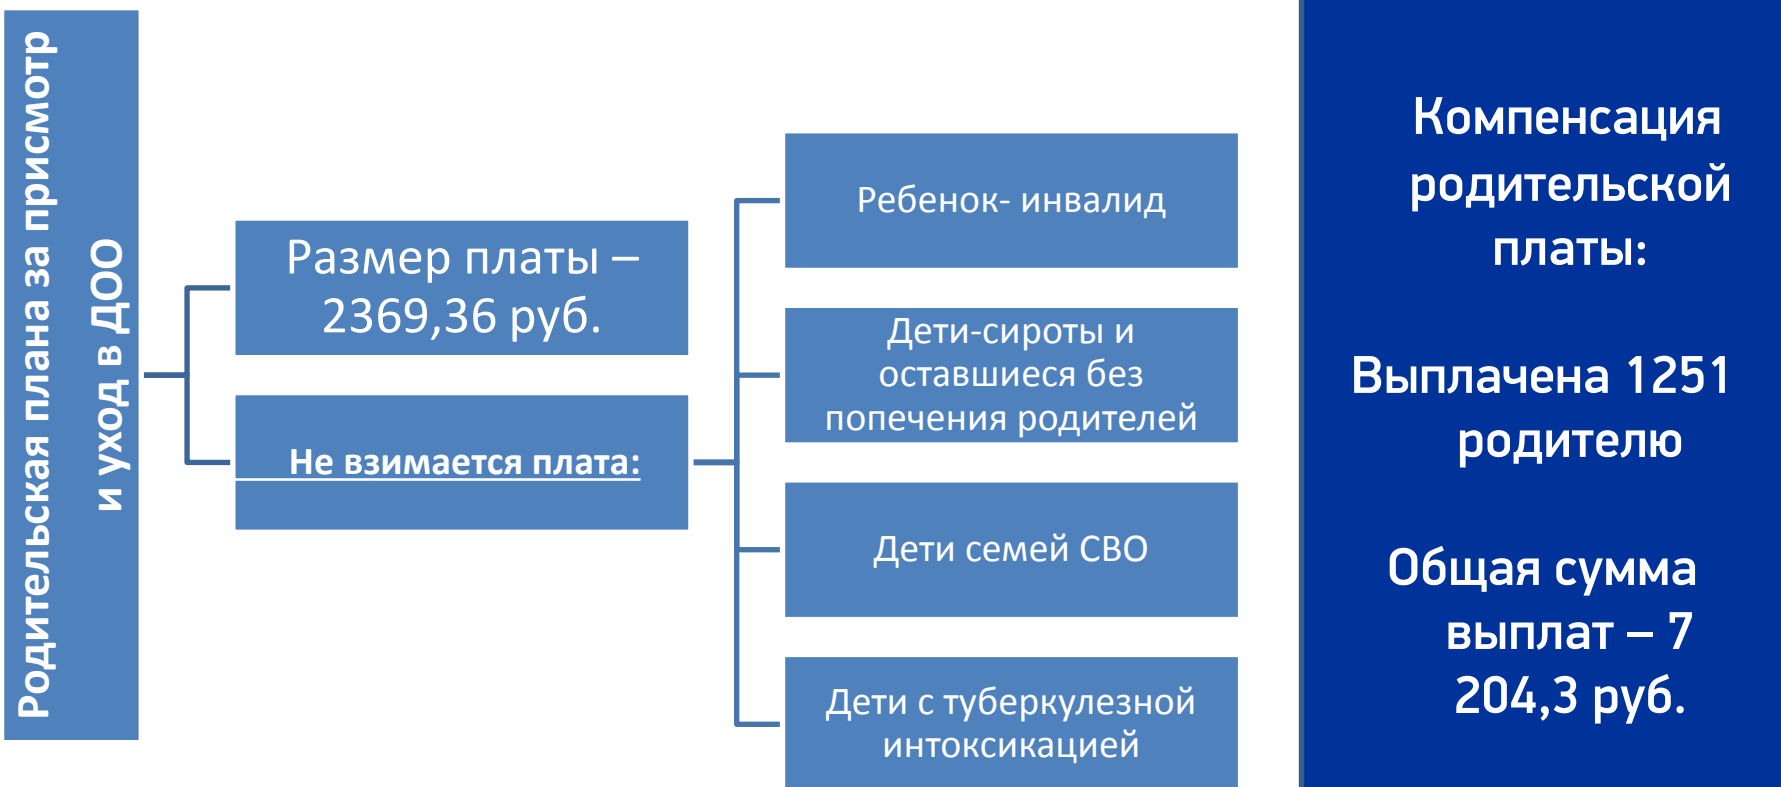 Родительская плана за присмотр
и уход в ДОО
Размер платы –
2369,36 руб.
Не взимается плата:
Ребенок- инвалид
Дети-сироты и
оставшиеся без
попечения родителей
Дети семей СВО
Дети с туберкулезной
интоксикацией
Компенсация
родительской
платы:
Выплачена 1251
родителю
Общая сумма
выплат – 7
204,3 руб.